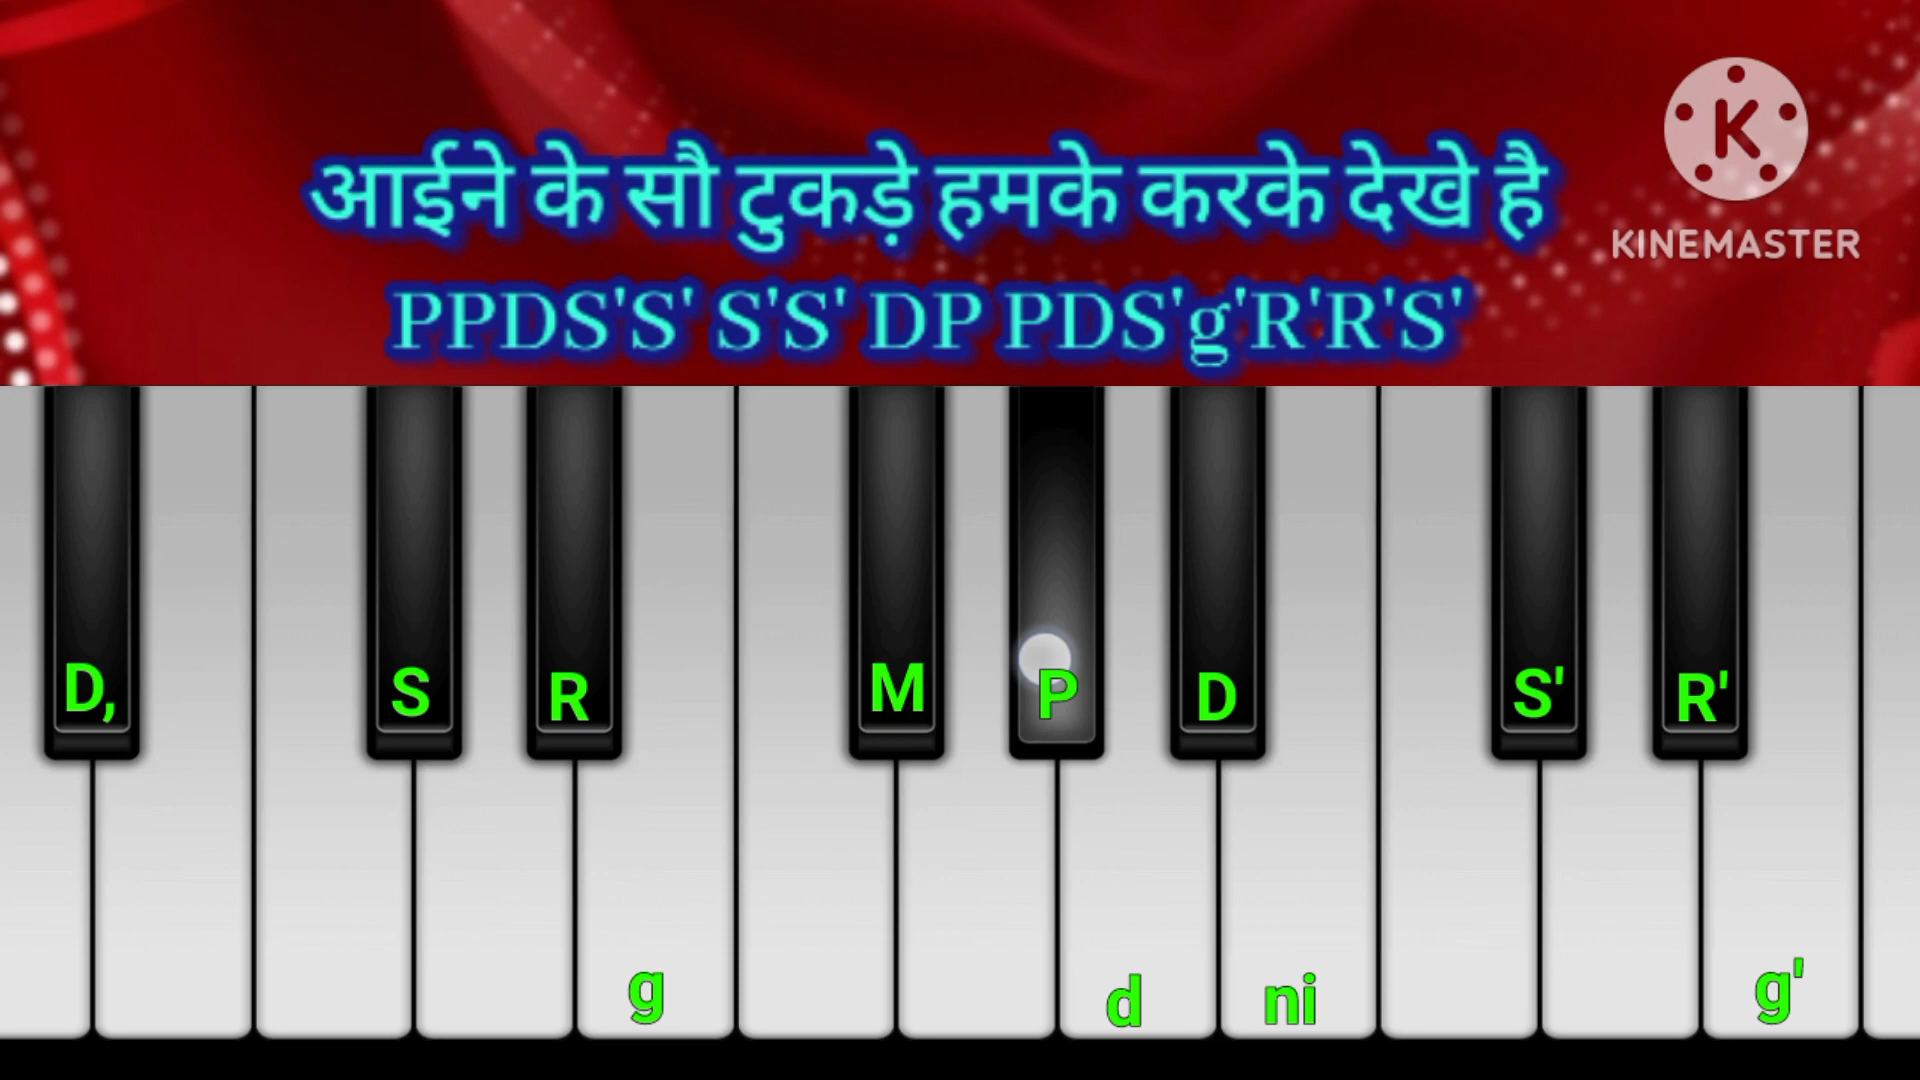 आईने के सौ टुकड़े हमके करके देखे है
PPDS'S' S'S' DP PDS'g'R'R'S'
K
KINEMASTER
D, S R M P D S' R'
g d ni g'